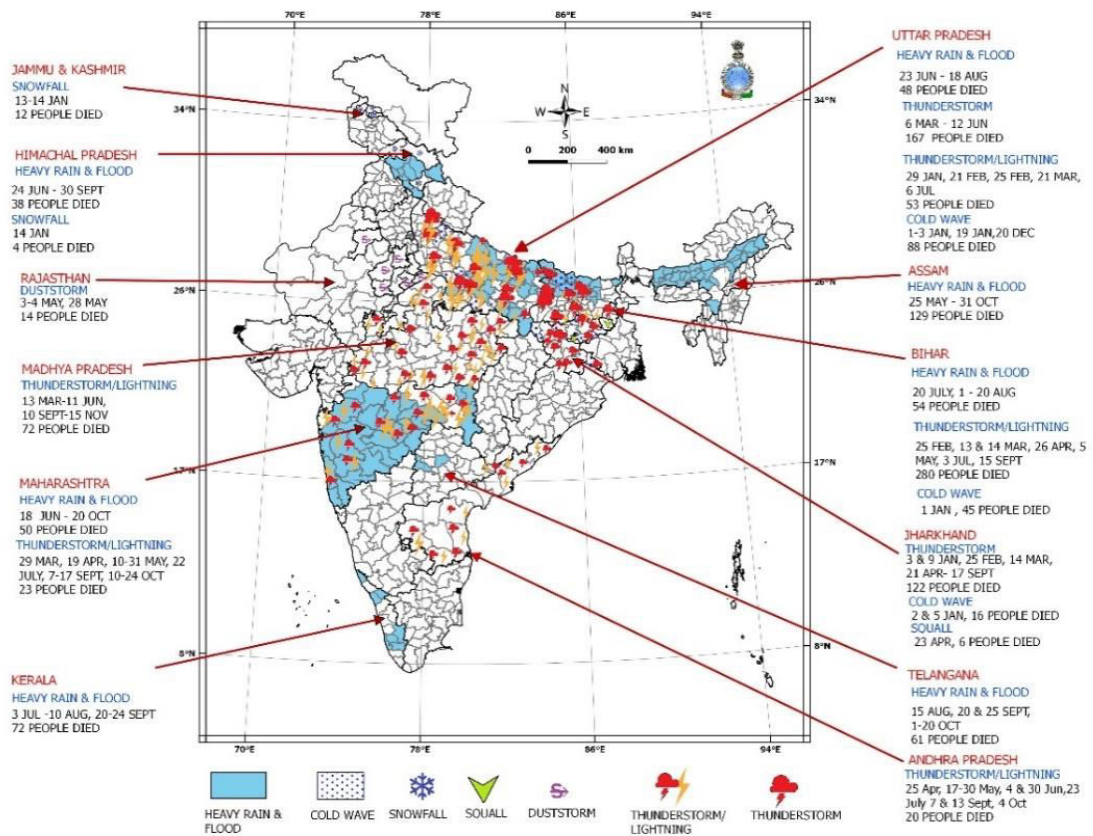 70°E 78°E 86°E 94°E
JAMMU & KASHMIR
SNOWFALL
13-14 JAN
12 PEOPLE DIED
HIMACHAL PRADESH
HEAVY RAIN & FLOOD
24 JUN - 30 SEPT
38 PEOPLE DIED
SNOWFALL
14 JAN
4 PEOPLE DIED
RAJASTHAN
DUSTSTORM
3-4 MAY, 28 MAY
14 PEOPLE DIED
MADHYA PRADESH
THUNDERSTORM/LIGHTNING
13 MAR-11 JUN,
10 SEPT-15 NOV
72 PEOPLE DIED
MAHARASHTRA
HEAVY RAIN & FLOOD
18 JUN - 20 OCT
50 PEOPLE DIED
THUNDERSTORM/LIGHTNING
29 MAR, 19 APR, 10-31 MAY, 22
JULY, 7-17 SEPT, 10-24 OCT
23 PEOPLE DIED
KERALA
HEAVY RAIN & FLOOD
3 JUL -10 AUG, 20-24 SEPT
72 PEOPLE DIED
34°N
26°N
17°N
8°N
N
W E
S
0 200 400 km
34°N
26°N
17°N
8°N
UTTAR PRADESH
HEAVY RAIN & FLOOD
23 JUN - 18 AUG
48 PEOPLE DIED
THUNDERSTORM
6 MAR - 12 JUN
167 PEOPLE DIED
THUNDERSTORM/LIGHTNING
29 JAN, 21 FEB, 25 FEB, 21 MAR,
6 JUL
53 PEOPLE DIED
COLD WAVE
1-3 JAN, 19 JAN,20 DEC
88 PEOPLE DIED
ASSAM
HEAVY RAIN & FLOOD
25 MAY - 31 OCT
129 PEOPLE DIED
BIHAR
HEAVY RAIN & FLOOD
20 JULY, 1 - 20 AUG
54 PEOPLE DIED
THUNDERSTORM/LIGHTNING
25 FEB, 13 & 14 MAR, 26 APR, 5
MAY, 3 JUL, 15 SEPT
280 PEOPLE DIED
COLD WAVE
1 JAN , 45 PEOPLE DIED
JHARKHAND
THUNDERSTORM
3 & 9 JAN, 25 FEB, 14 MAR,
21 APR- 17 SEPT
122 PEOPLE DIED
COLD WAVE
2 & 5 JAN, 16 PEOPLE DIED
SQUALL
23 APR, 6 PEOPLE DIED
TELANGANA
HEAVY RAIN & FLOOD
15 AUG, 20 & 25 SEPT,
1-20 OCT
61 PEOPLE DIED
ANDHRA PRADESH
THUNDERSTORM/LIGHTNING
25 Apr, 17-30 May, 4 & 30 Jun,23
July 7 & 13 Sept, 4 Oct
20 PEOPLE DIED
70°E 78°E 86°E 94°E
HEAVY RAIN &
FLOOD
COLD WAVE
SNOWFALL
SQUALL
DUSTSTORM
THUNDERSTORM/
LIGHTNING
THUNDERSTORM